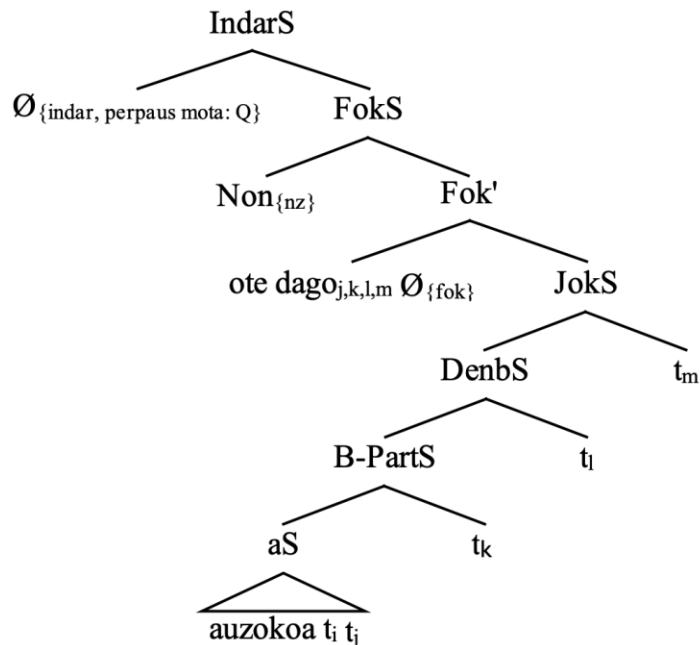 IndarS
Ø{indar, perpaus mota: Q} FokS
Non{nz} Fok'
ote dagoj,k,l,m Ø{fok} JokS
DenbS tm
B-PartS tl
aS tk
auzokoa ti tj